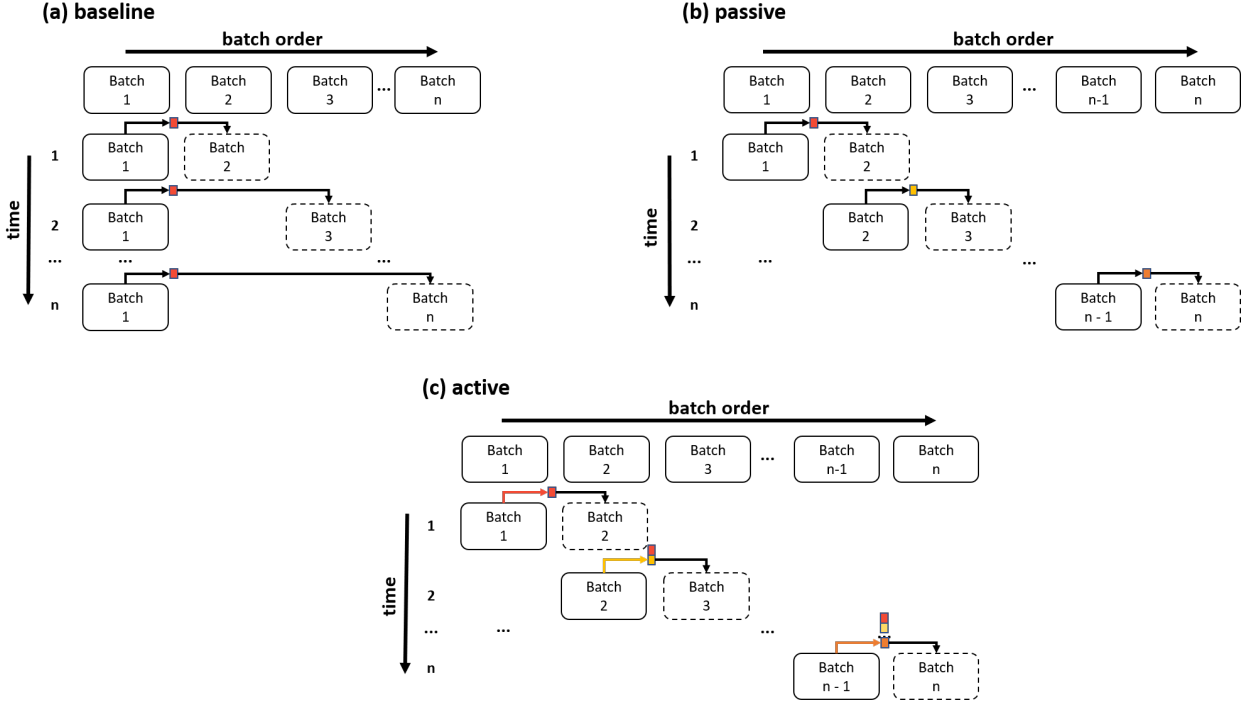 (a) baseline
batch order
Batch
1
Batch
2
Batch
3
...
Batch
n
time
1
Batch
1
Batch
2
2
Batch
1
Batch
3
...
...
...
n
Batch
1
Batch
n
(b) passive
batch order
Batch
1
Batch
2
Batch
3
...
Batch
n-1
Batch
n
time
1
Batch
1
Batch
2
2
Batch
2
Batch
3
...
...
...
n
Batch
n - 1
Batch
n
(c) active
batch order
Batch
1
Batch
2
Batch
3
...
Batch
n-1
Batch
n
time
1
Batch
1
Batch
2
2
Batch
2
Batch
3
...
...
...
...
n
Batch
n - 1
Batch
n